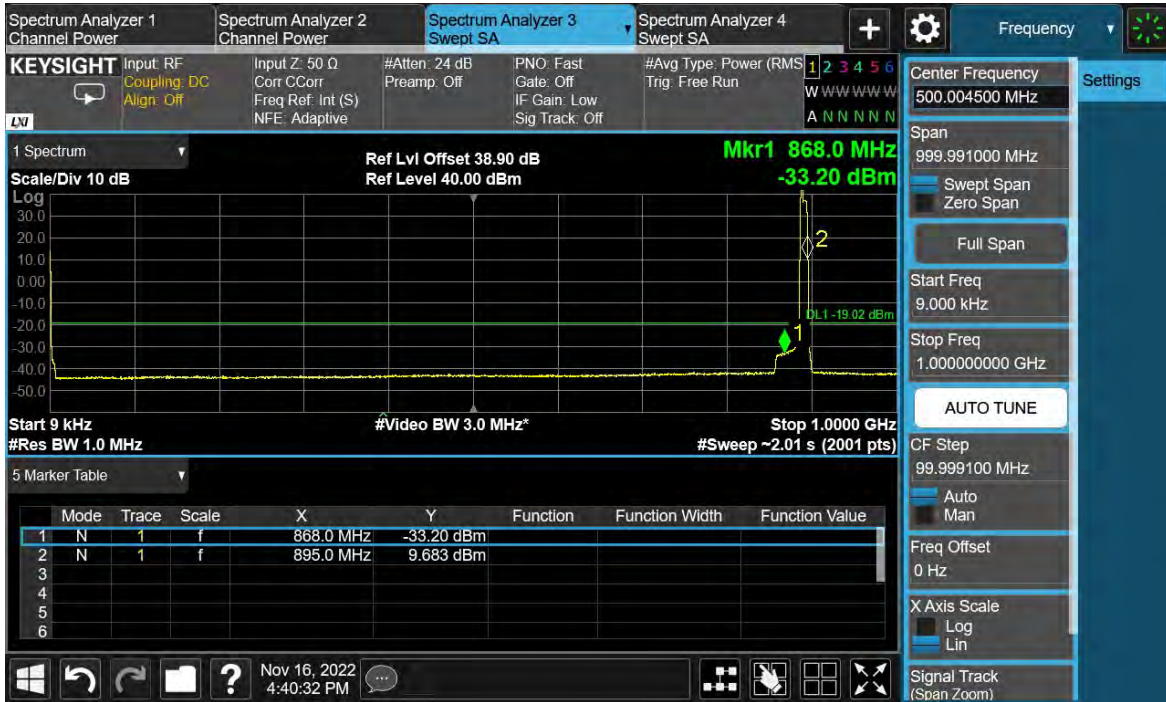 Spectrum Analyzer 1
Channel Power
Spectrum Analyzer 2
Channel Power
Spectrum Analyzer 3
Swept SA
Spectrum Analyzer 4
Swept SA
+
Frequency
KEYSIGHT
LXI
Input: RF
Coupling: DC
Align: Off
Input Z: 50 Ω
Corr CCorr
Freq Ref: Int (S)
NFE: Adaptive
#Atten: 24 dB
Preamp: Off
PNO: Fast
Gate: Off
IF Gain: Low
Sig Track: Off
#Avg Type: Power (RMS
Trig: Free Run
1 2 3 4 5 6
W W W W W W
A N N N N N
1 Spectrum
Scale/Div 10 dB
Ref Lvl Offset 38.90 dB
Ref Level 40.00 dBm
Mkr1 868.0 MHz
-33.20 dBm
Log
30.0
20.0
10.0
0.00
-10.0
-20.0
-30.0
-40.0
-50.0
2
DL1 -19.02 dBm
1
Start 9 kHz
#Res BW 1.0 MHz
#Video BW 3.0 MHz*
Stop 1.0000 GHz
#Sweep ~2.01 s (2001 pts)
5 Marker Table
Mode Trace Scale X Y Function Function Width Function Value
1 N 1 f 868.0 MHz -33.20 dBm
2 N 1 f 895.0 MHz 9.683 dBm
3
4
5
6
?
Nov 16, 2022
4:40:32 PM
Center Frequency
500.004500 MHz
Settings
Span
999.991000 MHz
Swept Span
Zero Span
Full Span
Start Freq
9.000 kHz
Stop Freq
1.000000000 GHz
AUTO TUNE
CF Step
99.999100 MHz
Auto
Man
Freq Offset
0 Hz
X Axis Scale
Log
Lin
Signal Track
(Span Zoom)